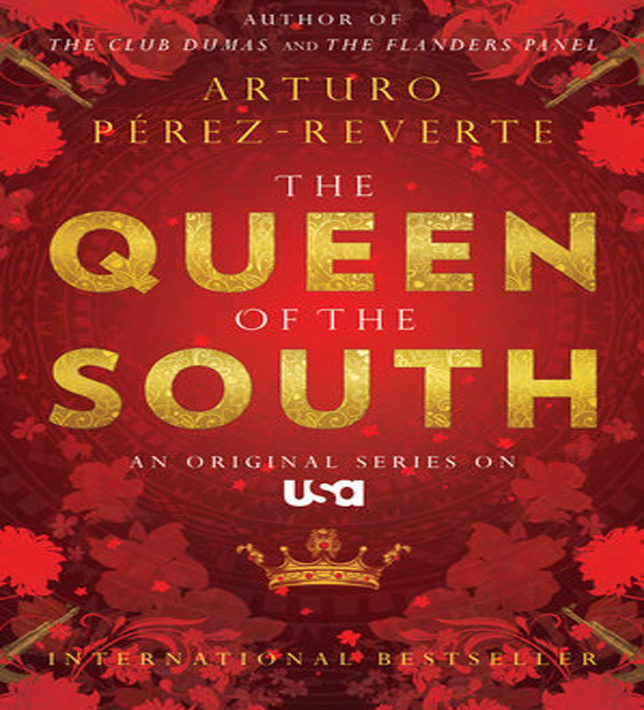 AUTHOR OF
THE CLUB DUMAS AND THE FLANDERS PANEL
ARTURO
PÉREZ-REVERTE
THE
QUEEN
OF THE
SOUTH
AN ORIGINAL SERIES ON
usa
INTERNATIONAL BESTSELLER